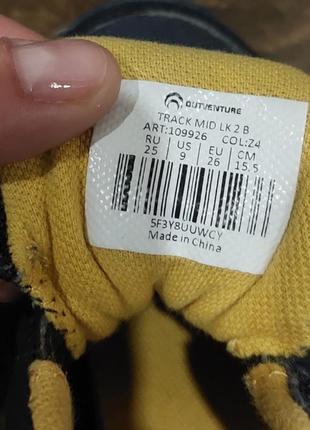 OUTVENTURE
TRACK MID LK 2 B
ART:109926 COL:Z4
RU US EU CM
25 9 26 15.5
5F3Y8UUWCY
Made in China